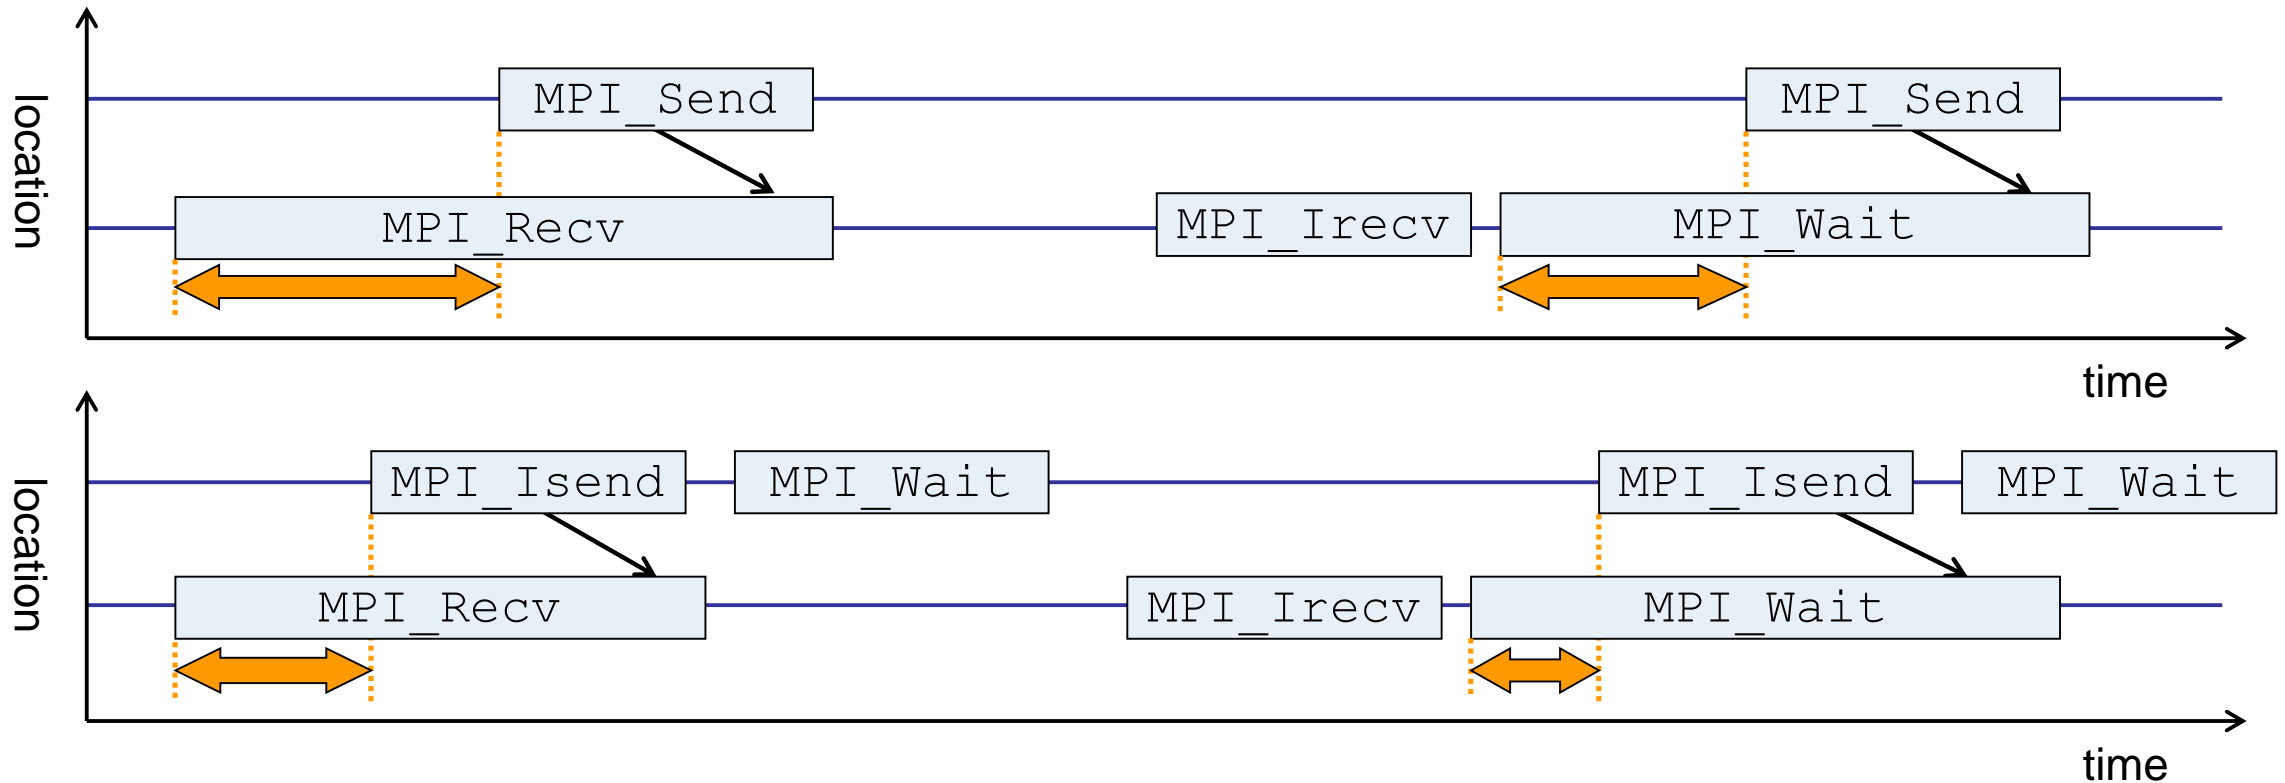 location
MPI_Send
MPI_Send
MPI_Recv
MPI_Irecv
MPI_Wait
time
location
MPI_Isend
MPI_Wait
MPI_Isend
MPI_Wait
MPI_Recv
MPI_Irecv
MPI_Wait
time